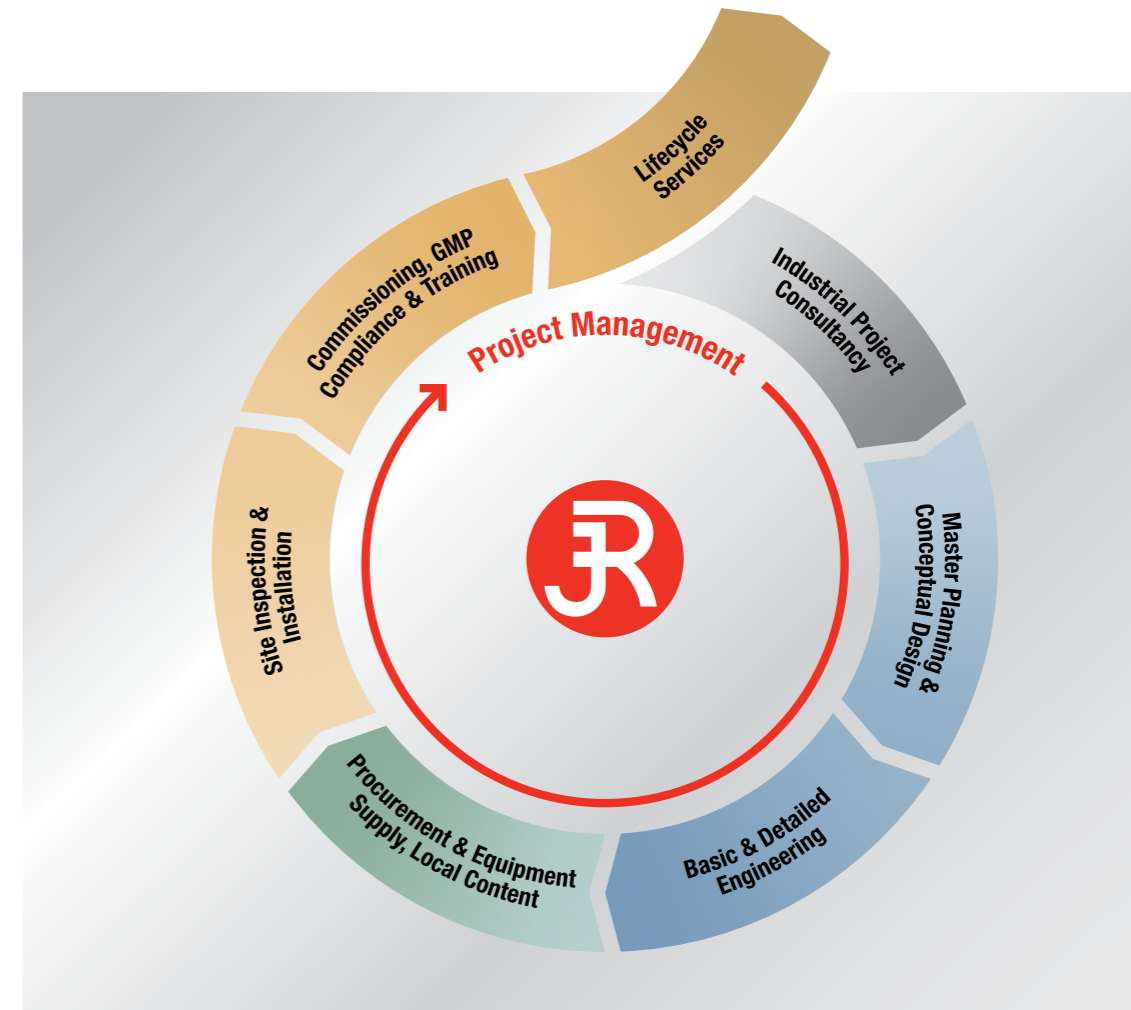 Lifecycle
Services
Industrial Project
Consultancy
Master Planning &
Conceptual Design
Basic & Detailed
Engineering
Procurement & Equipment
Supply, Local Content
Site Inspection &
Installation
Commissioning, GMP
Compliance & Training
Project Management
JR